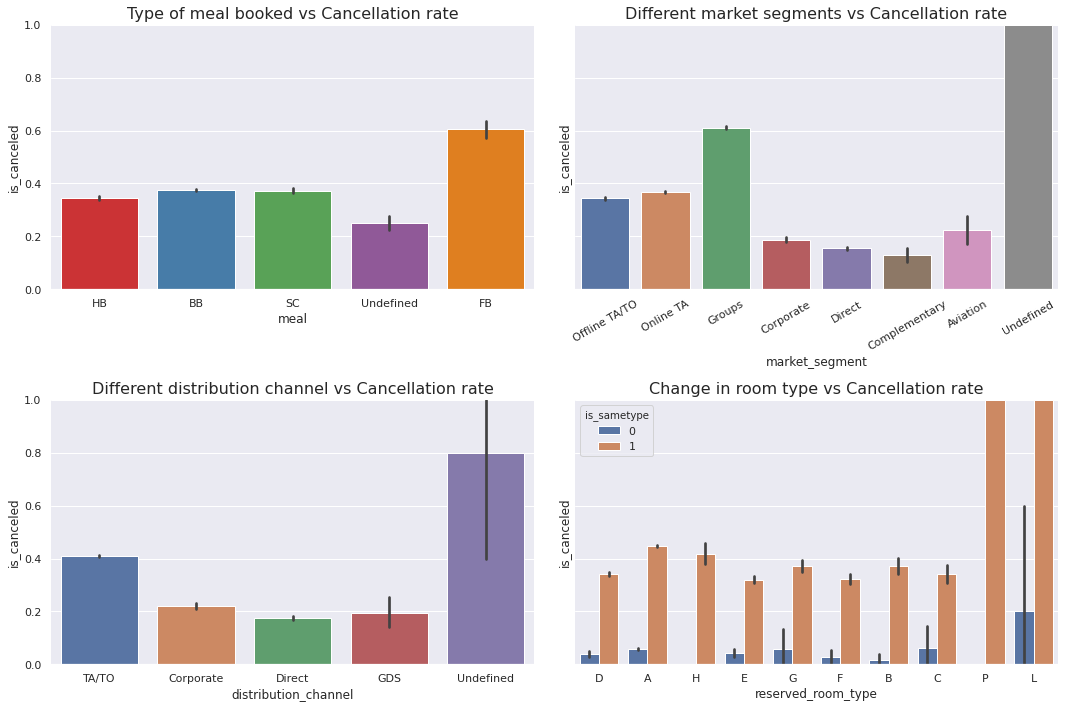 Type of meal booked vs Cancellation rate
1.0
0.8
0.6
0.4
0.2
0.0
is_canceled
HB BB SC Undefined FB
meal
Different market segments vs Cancellation rate
is_canceled
Offline TA/TO Online TA Groups Corporate Direct Complementary Aviation Undefined
market_segment
Different distribution channel vs Cancellation rate
1.0
0.8
0.6
0.4
0.2
0.0
is_canceled
TA/TO Corporate Direct GDS Undefined
distribution_channel
Change in room type vs Cancellation rate
is_sametype
0
1
is_canceled
D A H E G F B C P L
reserved_room_type